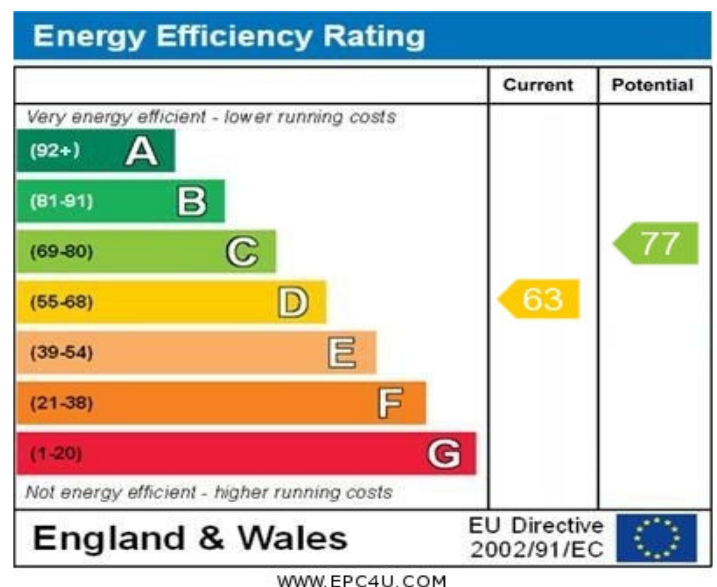 Energy Efficiency Rating
Current Potential
Very energy efficient - lower running costs
(92+) A
(81-91) B
(69-80) C
77
(55-68) D
63
(39-54) E
(21-38) F
(1-20) G
Not energy efficient - higher running costs
England & Wales
EU Directive
2002/91/EC
WWW.EPC4U.COM